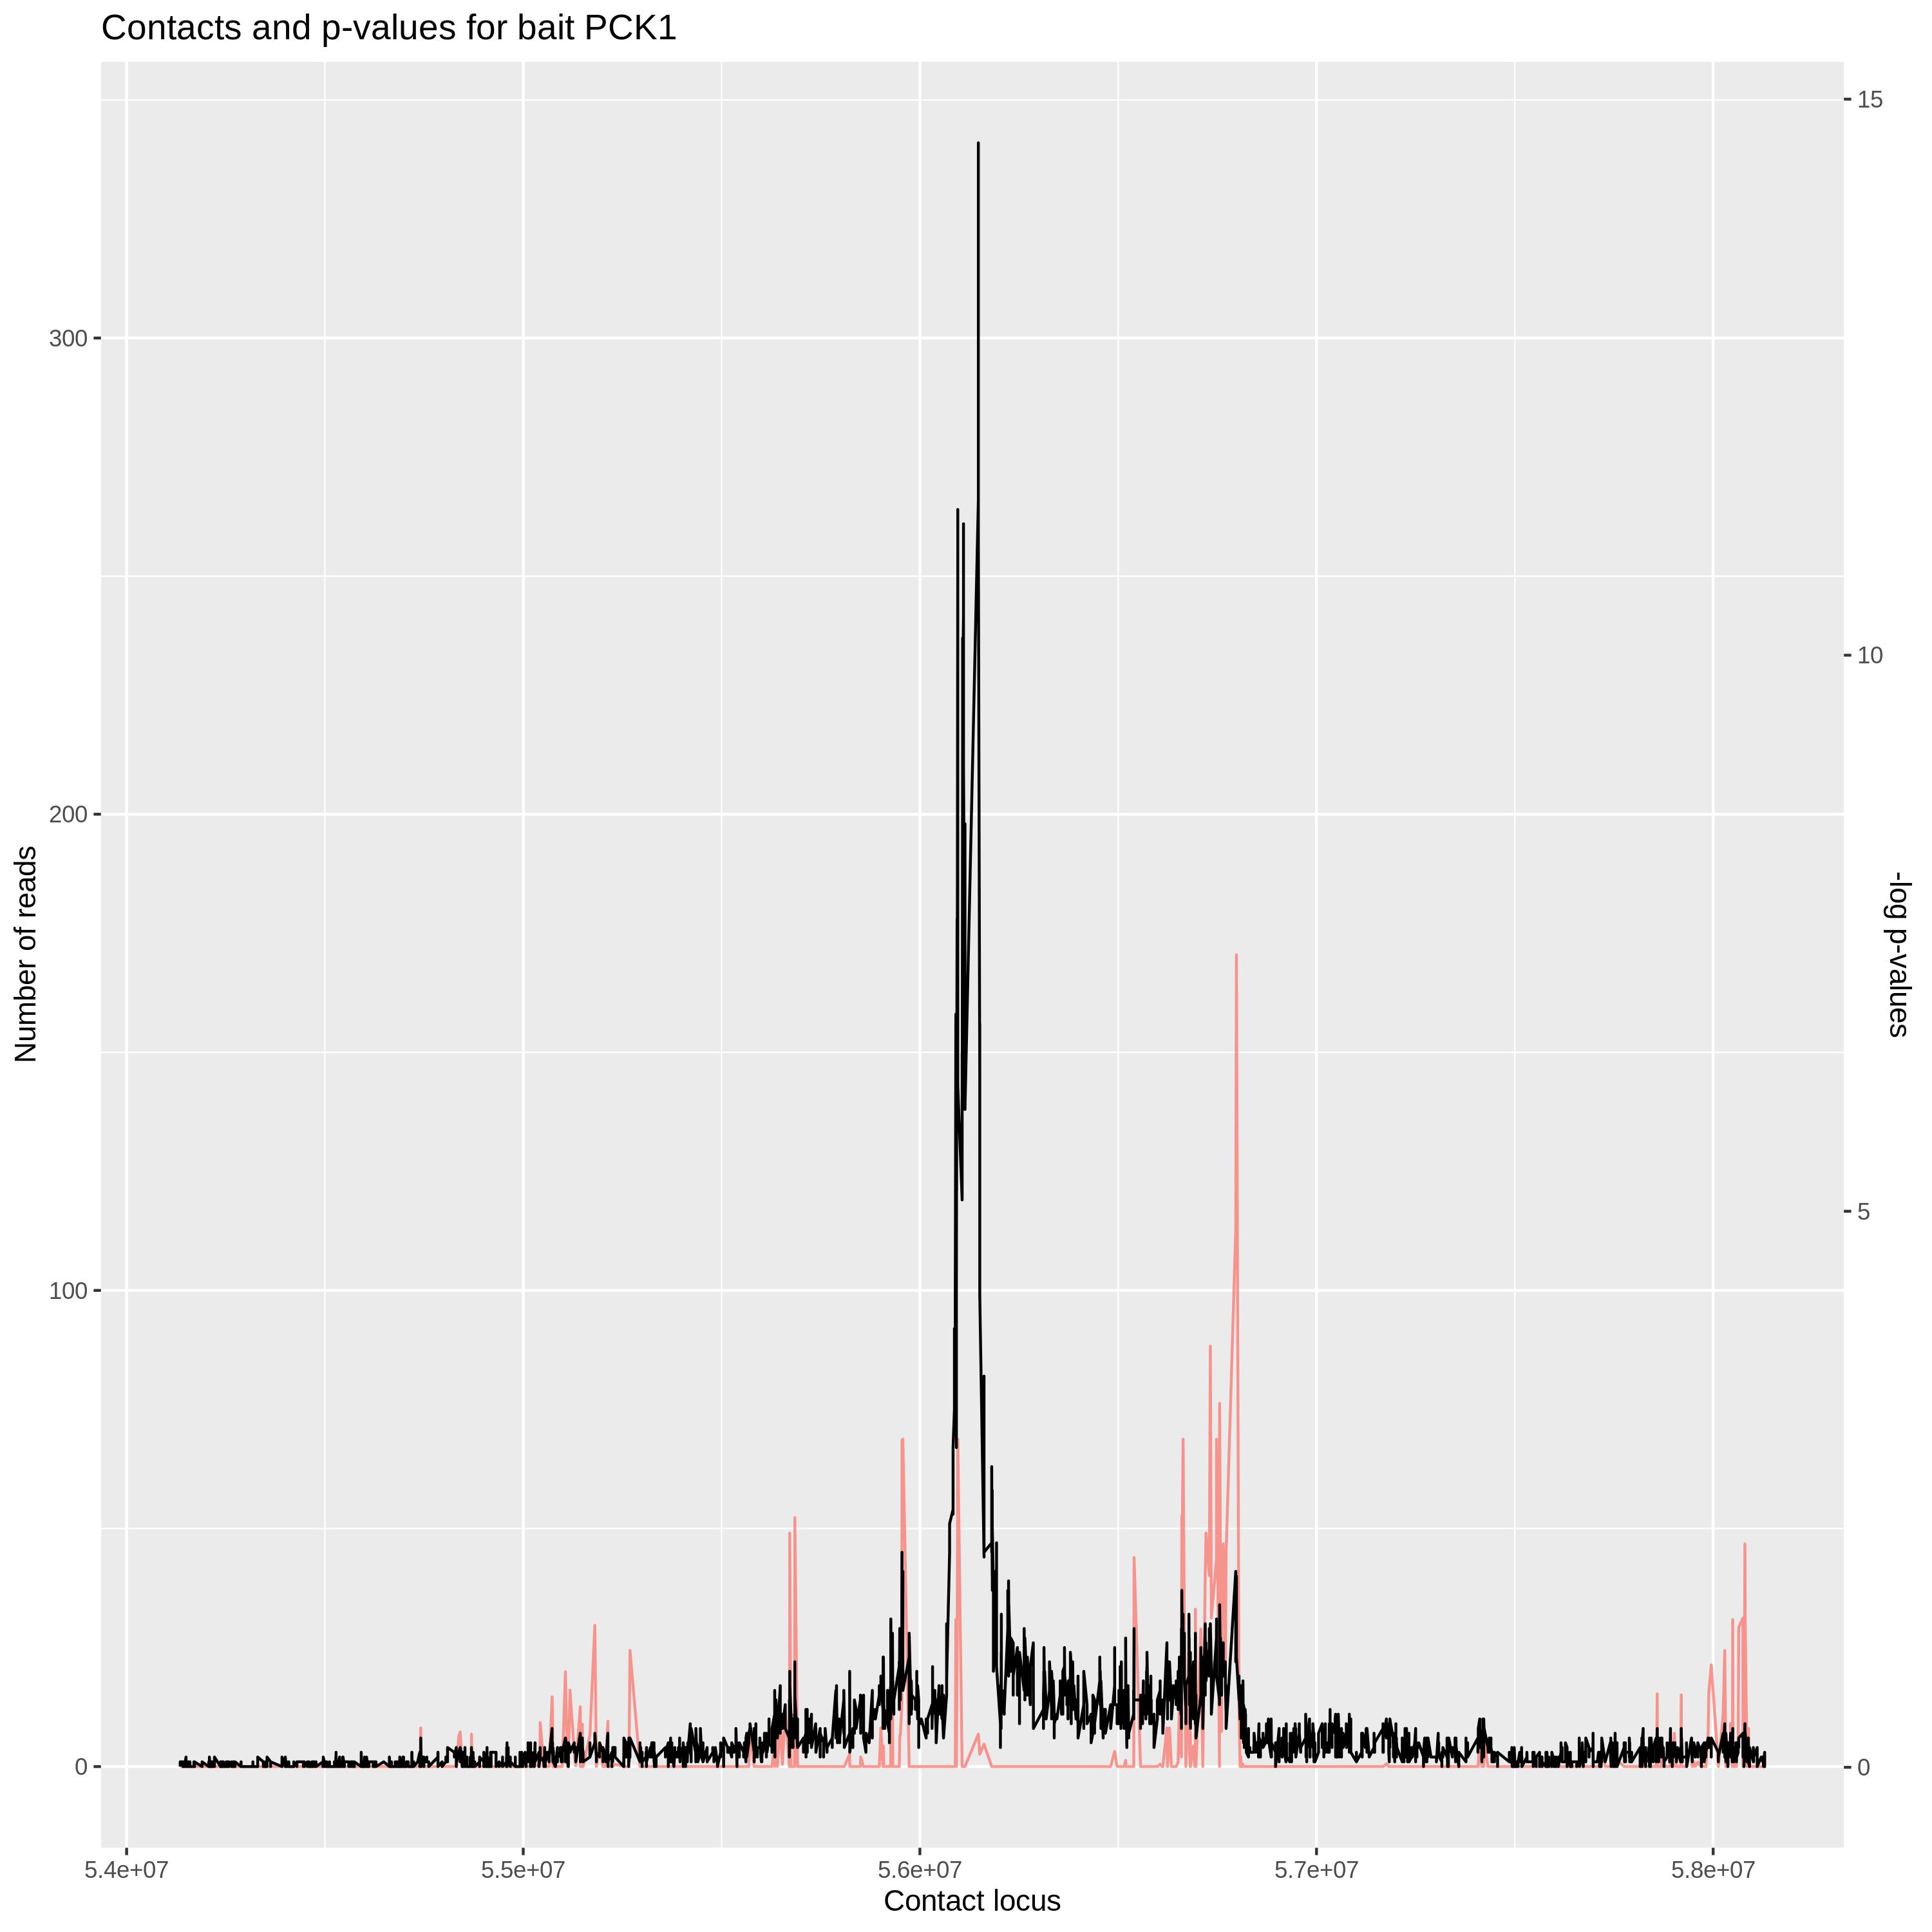 Contacts and p-values for bait PCK1
Number of reads
300
200
100
0
15
10
5
0
-log p-values
5.4e+07
5.5e+07
5.6e+07
5.7e+07
5.8e+07
Contact locus